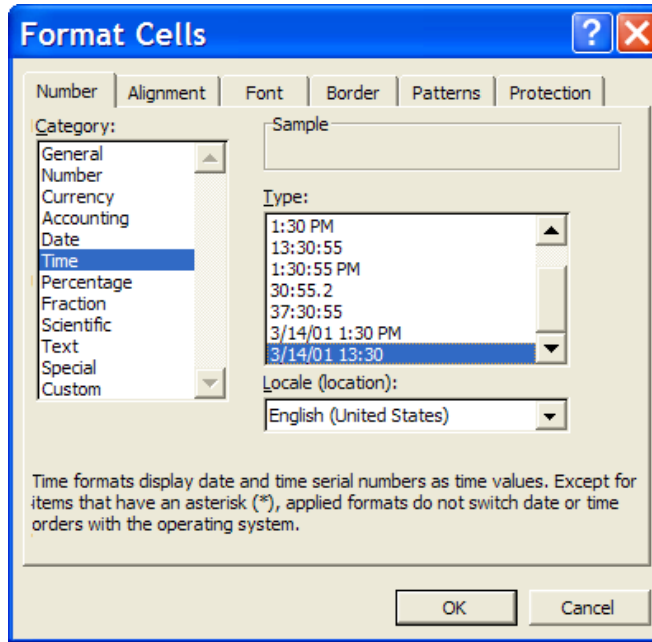 Format Cells
Number Alignment Font Border Patterns Protection
Category:
General
Number
Currency
Accounting
Date
Time
Percentage
Fraction
Scientific
Text
Special
Custom
Sample
Type:
1:30 PM
13:30:55
1:30:55 PM
30:55.2
37:30:55
3/14/01 1:30 PM
3/14/01 13:30
Locale (location):
English (United States)
Time formats display date and time serial numbers as time values. Except for
items that have an asterisk (*), applied formats do not switch date or time
orders with the operating system.
OK Cancel